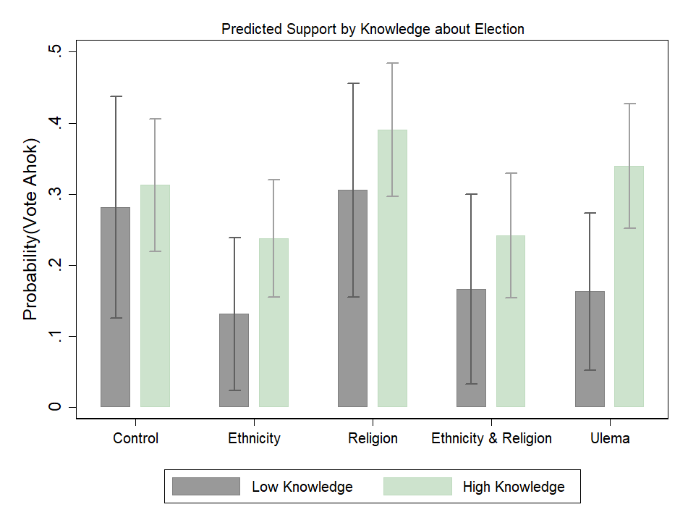 Predicted Support by Knowledge about Election
Probability(Vote Ahok)
.5
.4
.3
.2
.1
0
Control Ethnicity Religion Ethnicity & Religion Ulema
Low Knowledge High Knowledge